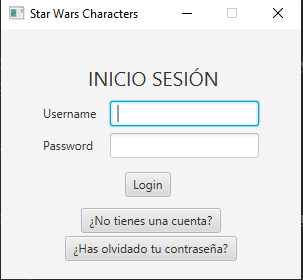 Star Wars Characters
INICIO SESIÓN
Username
Password
Login
¿No tienes una cuenta?
¿Has olvidado tu contraseña?